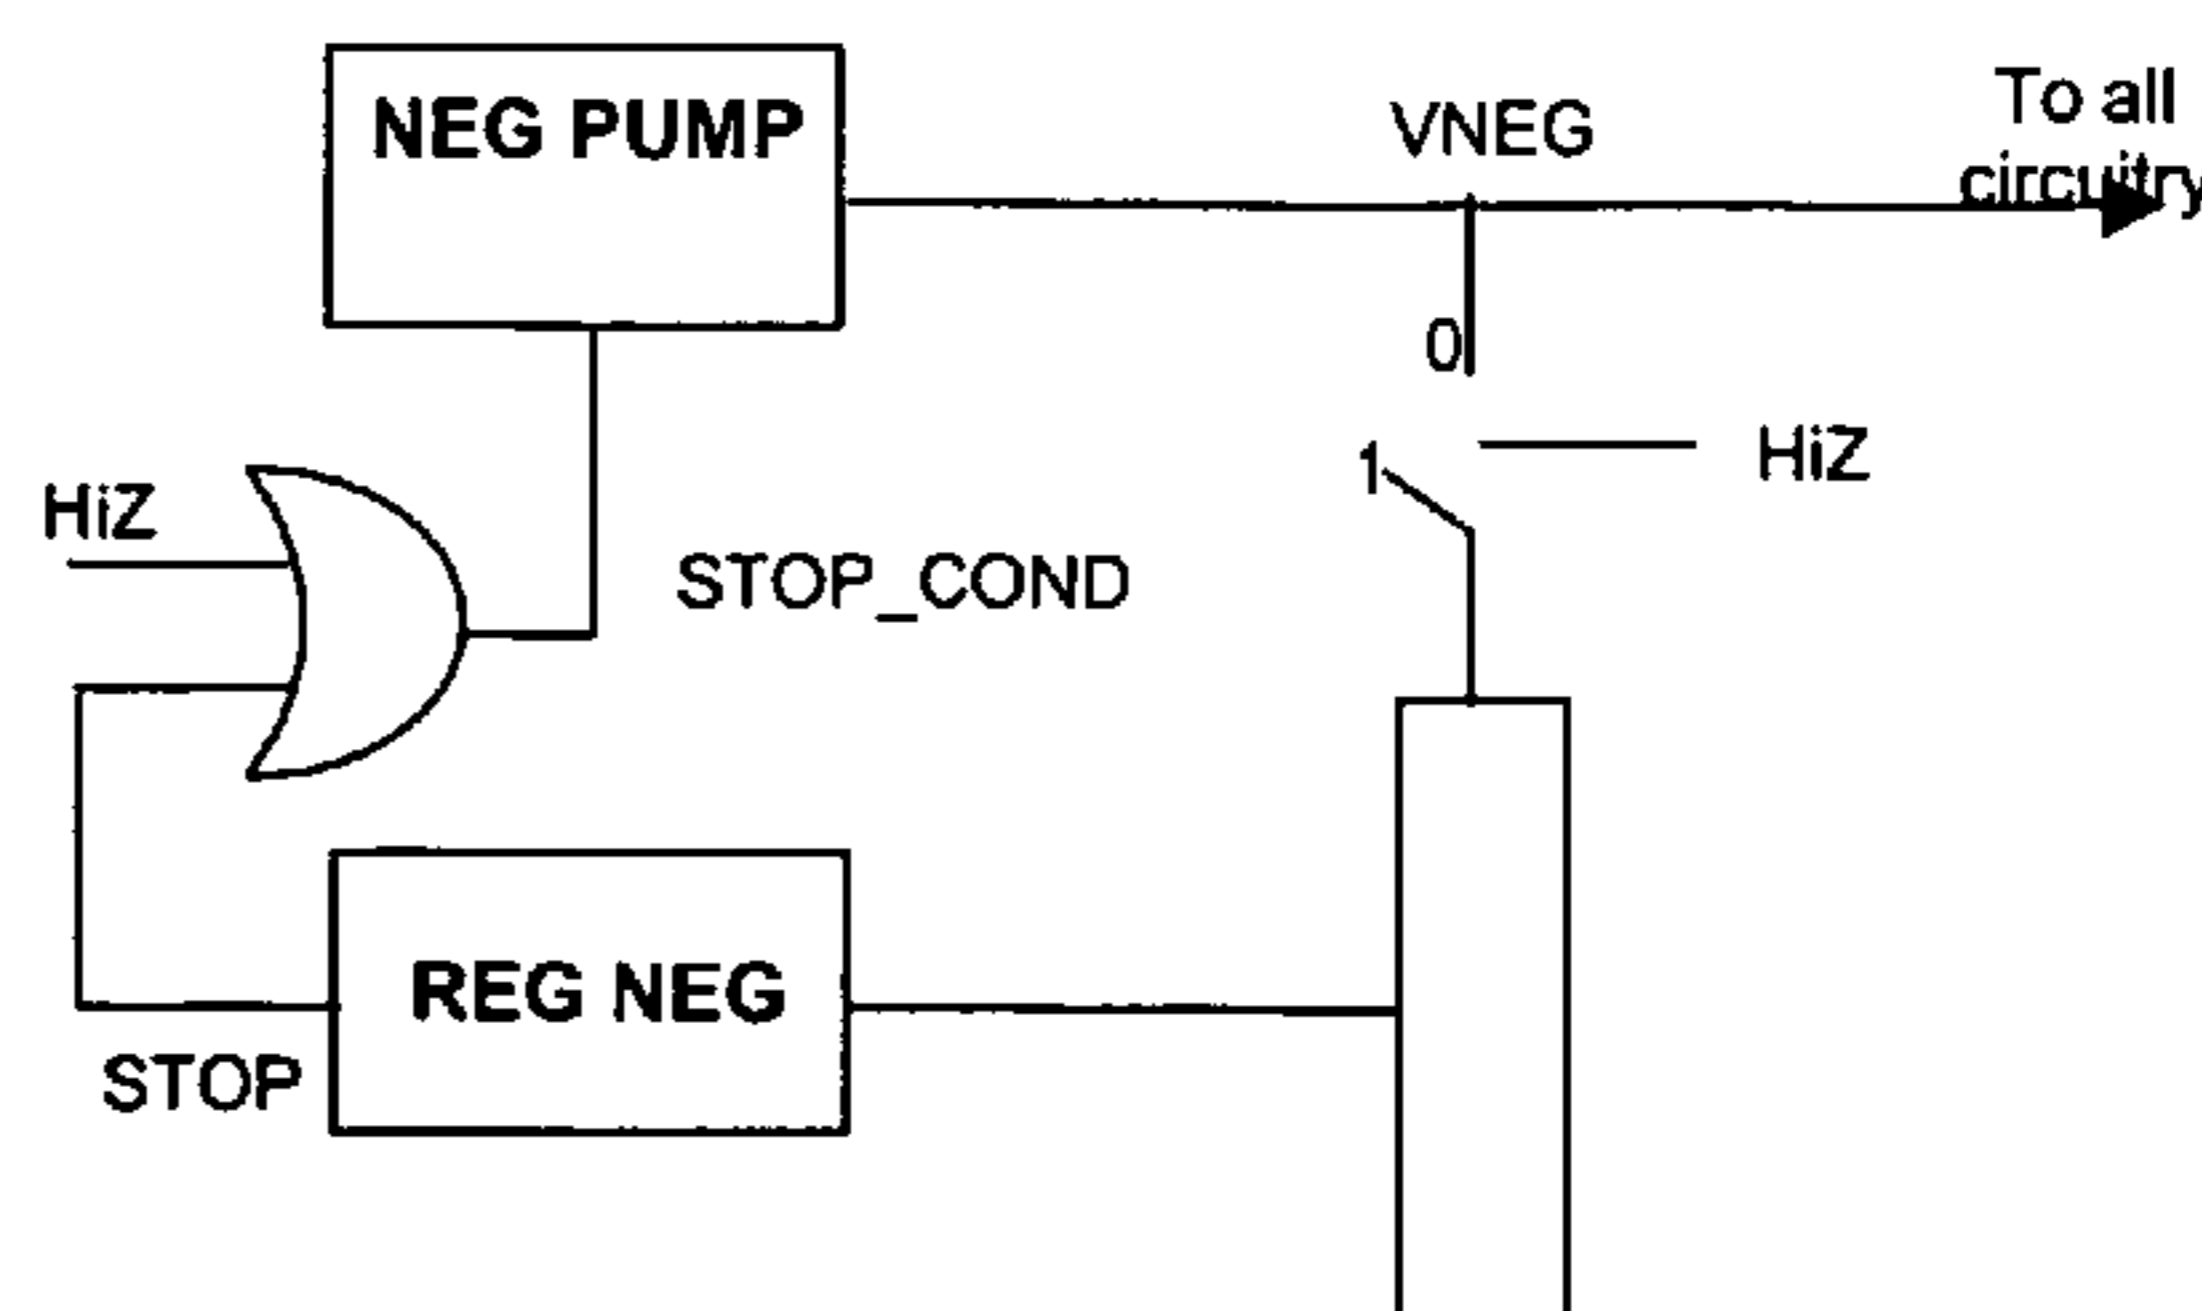 NEG PUMP
VNEG
To all
circuitry
0
1
HiZ
HiZ
STOP_COND
REG NEG
STOP